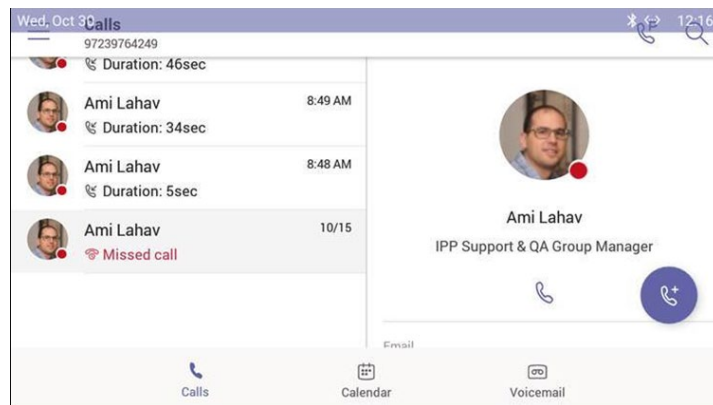 Wed, Oct 30
12:16
Calls
97239764249
P
Duration: 46sec
Ami Lahav
8:49 AM
Duration: 34sec
Ami Lahav
8:48 AM
Duration: 5sec
Ami Lahav
10/15
Missed call
Ami Lahav
IPP Support & QA Group Manager
Email
Calls
Calendar
Voicemail